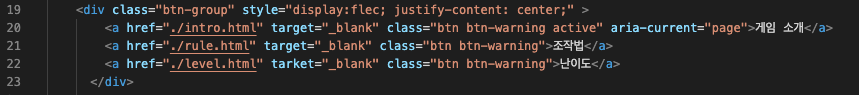 19 <div class="btn-group" style="display:flec; justify-content: center;" >
20 <a href="./intro.html" target="_blank" class="btn btn-warning active" aria-current="page">게임 소개</a>
21 <a href="./rule.html" target="_blank" class="btn btn-warning">조작법</a>
22 <a href="./level.html" tarket="_blank" class="btn btn-warning">난이도</a>
23 </div>